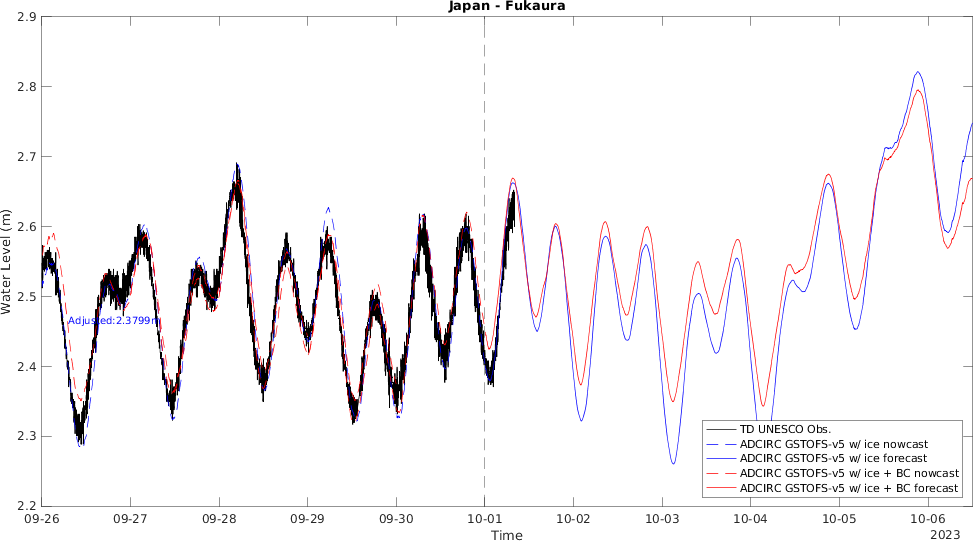 Japan - Fukaura
2.9
2.8
2.7
2.6
2.5
2.4
2.3
2.2
Water Level (m)
Adjusted:2.3799m
TD UNESCO Obs.
ADCIRC GSTOFS-v5 w/ ice nowcast
ADCIRC GSTOFS-v5 w/ ice forecast
ADCIRC GSTOFS-v5 w/ ice + BC nowcast
ADCIRC GSTOFS-v5 w/ ice + BC forecast
09-26 09-27 09-28 09-29 09-30 10-01 10-02 10-03 10-04 10-05 10-06
Time
2023